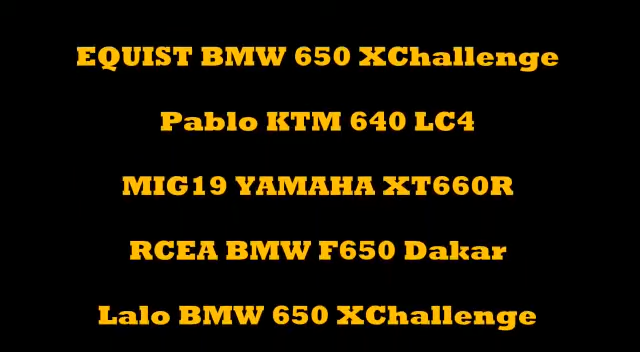 EQUIST BMW 650 XChallenge
Pablo KTM 640 LC4
MIG19 YAMAHA XT660R
RCEA BMW F650 Dakar
Lalo BMW 650 XChallenge